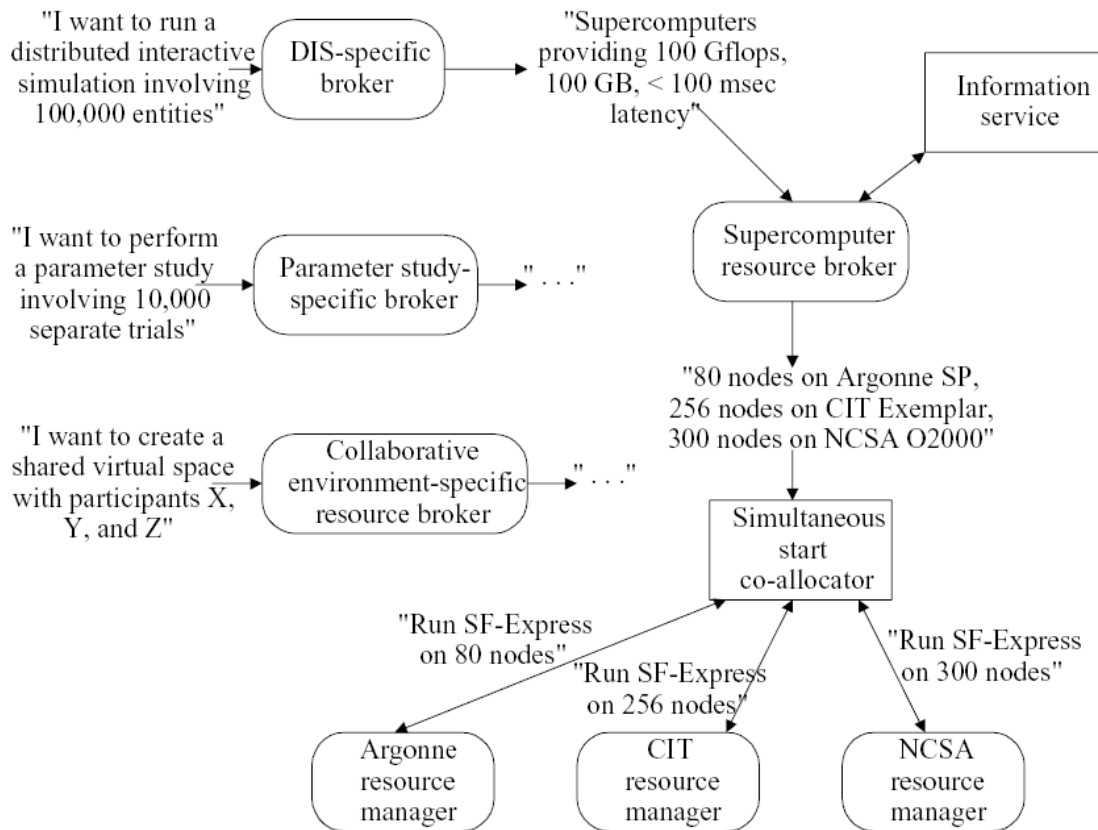 "I want to run a
distributed interactive
simulation involving
100,000 entities"
DIS-specific
broker
"Supercomputers
providing 100 Gflops,
100 GB, < 100 msec
latency"
Information
service
"I want to perform
a parameter study
involving 10,000
separate trials"
Parameter study-
specific broker
" . . ."
Supercomputer
resource broker
"80 nodes on Argonne SP,
256 nodes on CIT Exemplar,
300 nodes on NCSA O2000"
"I want to create a
shared virtual space
with participants X,
Y, and Z"
Collaborative
environment-specific
resource broker
" . . ."
Simultaneous
start
co-allocator
"Run SF-Express
on 80 nodes"
"Run SF-Express
on 256 nodes"
"Run SF-Express
on 300 nodes"
Argonne
resource
manager
CIT
resource
manager
NCSA
resource
manager